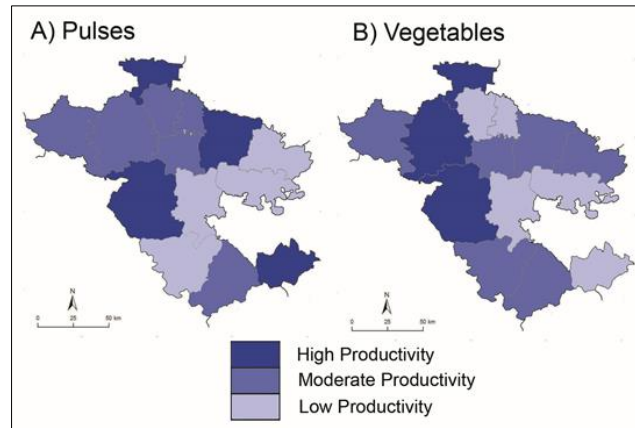 A) Pulses
B) Vegetables
N
0 25 50 km
N
0 25 50 km
High Productivity
Moderate Productivity
Low Productivity